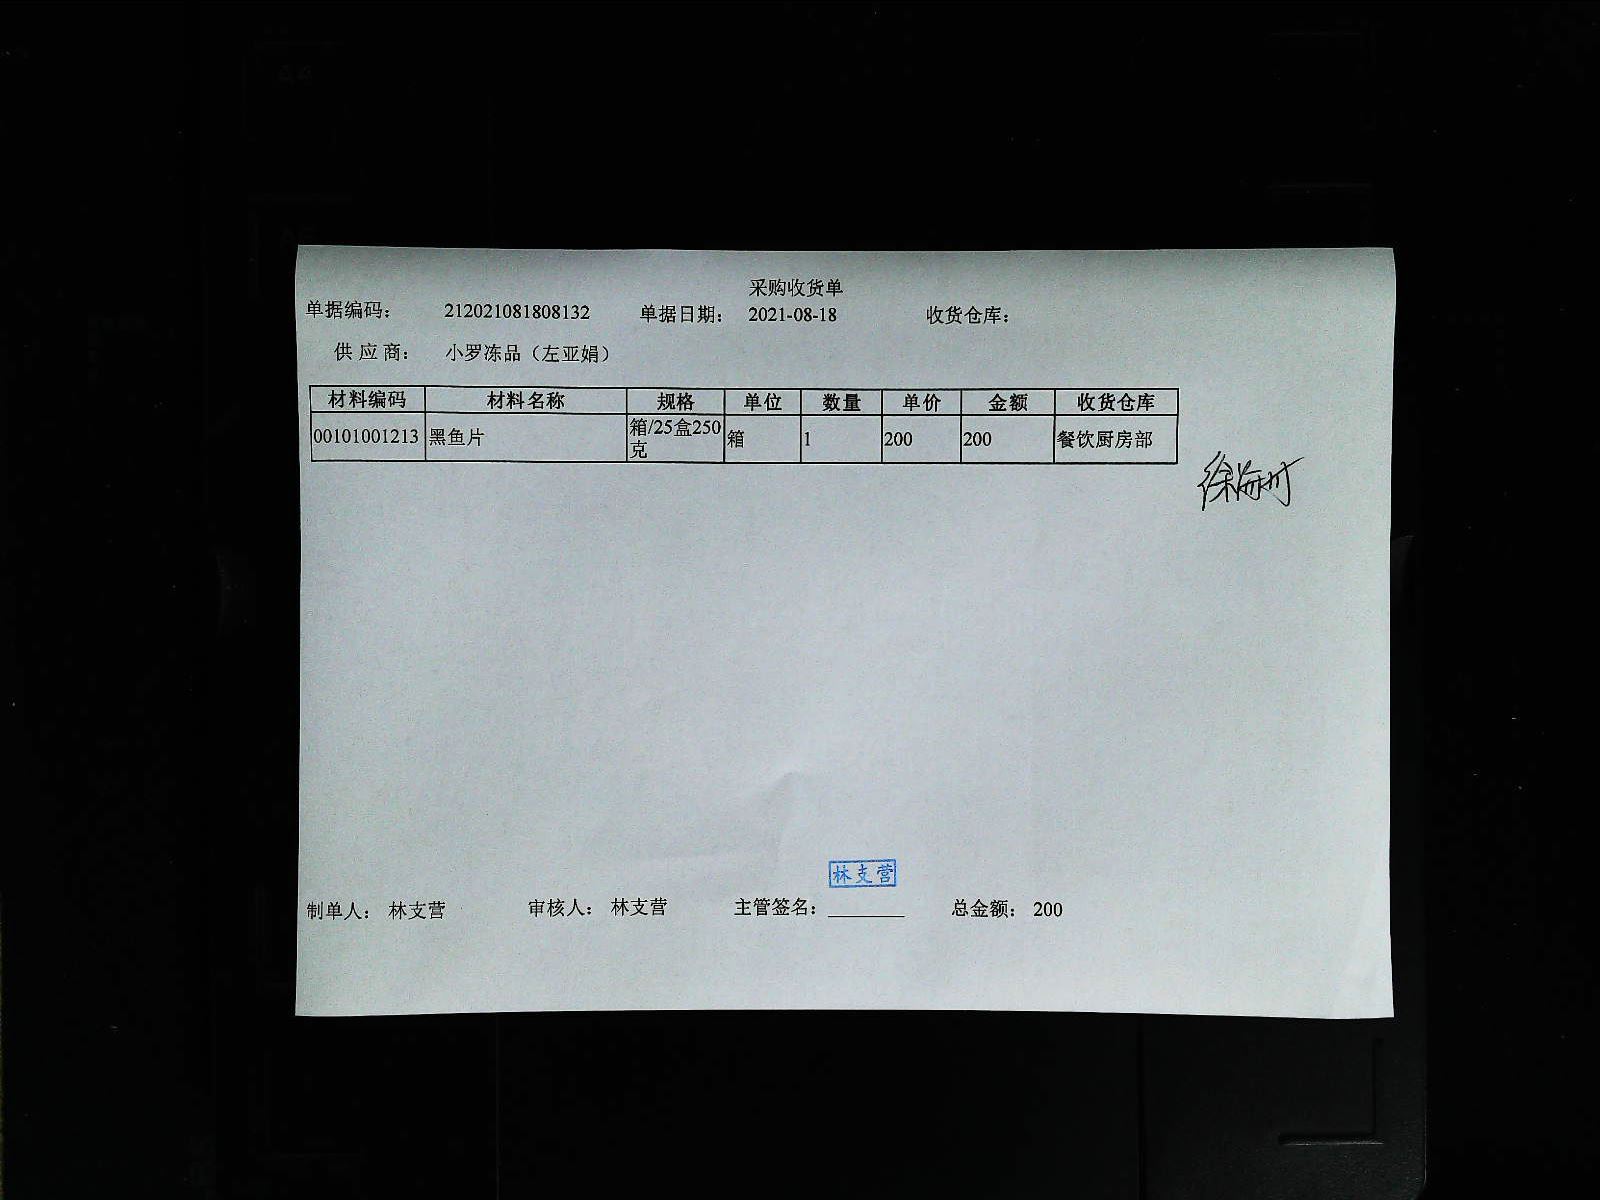 采购收货单
单据编码： 212021081808132 单据日期： 2021-08-18 收货仓库：
供 应 商： 小罗冻品（左亚娟）
材料编码 材料名称 规格 单位 数量 单价 金额 收货仓库
00101001213 黑鱼片 箱/25盒250克 箱 1 200 200 餐饮厨房部
林支营
制单人： 林支营 审核人： 林支营 主管签名： 总金额： 200